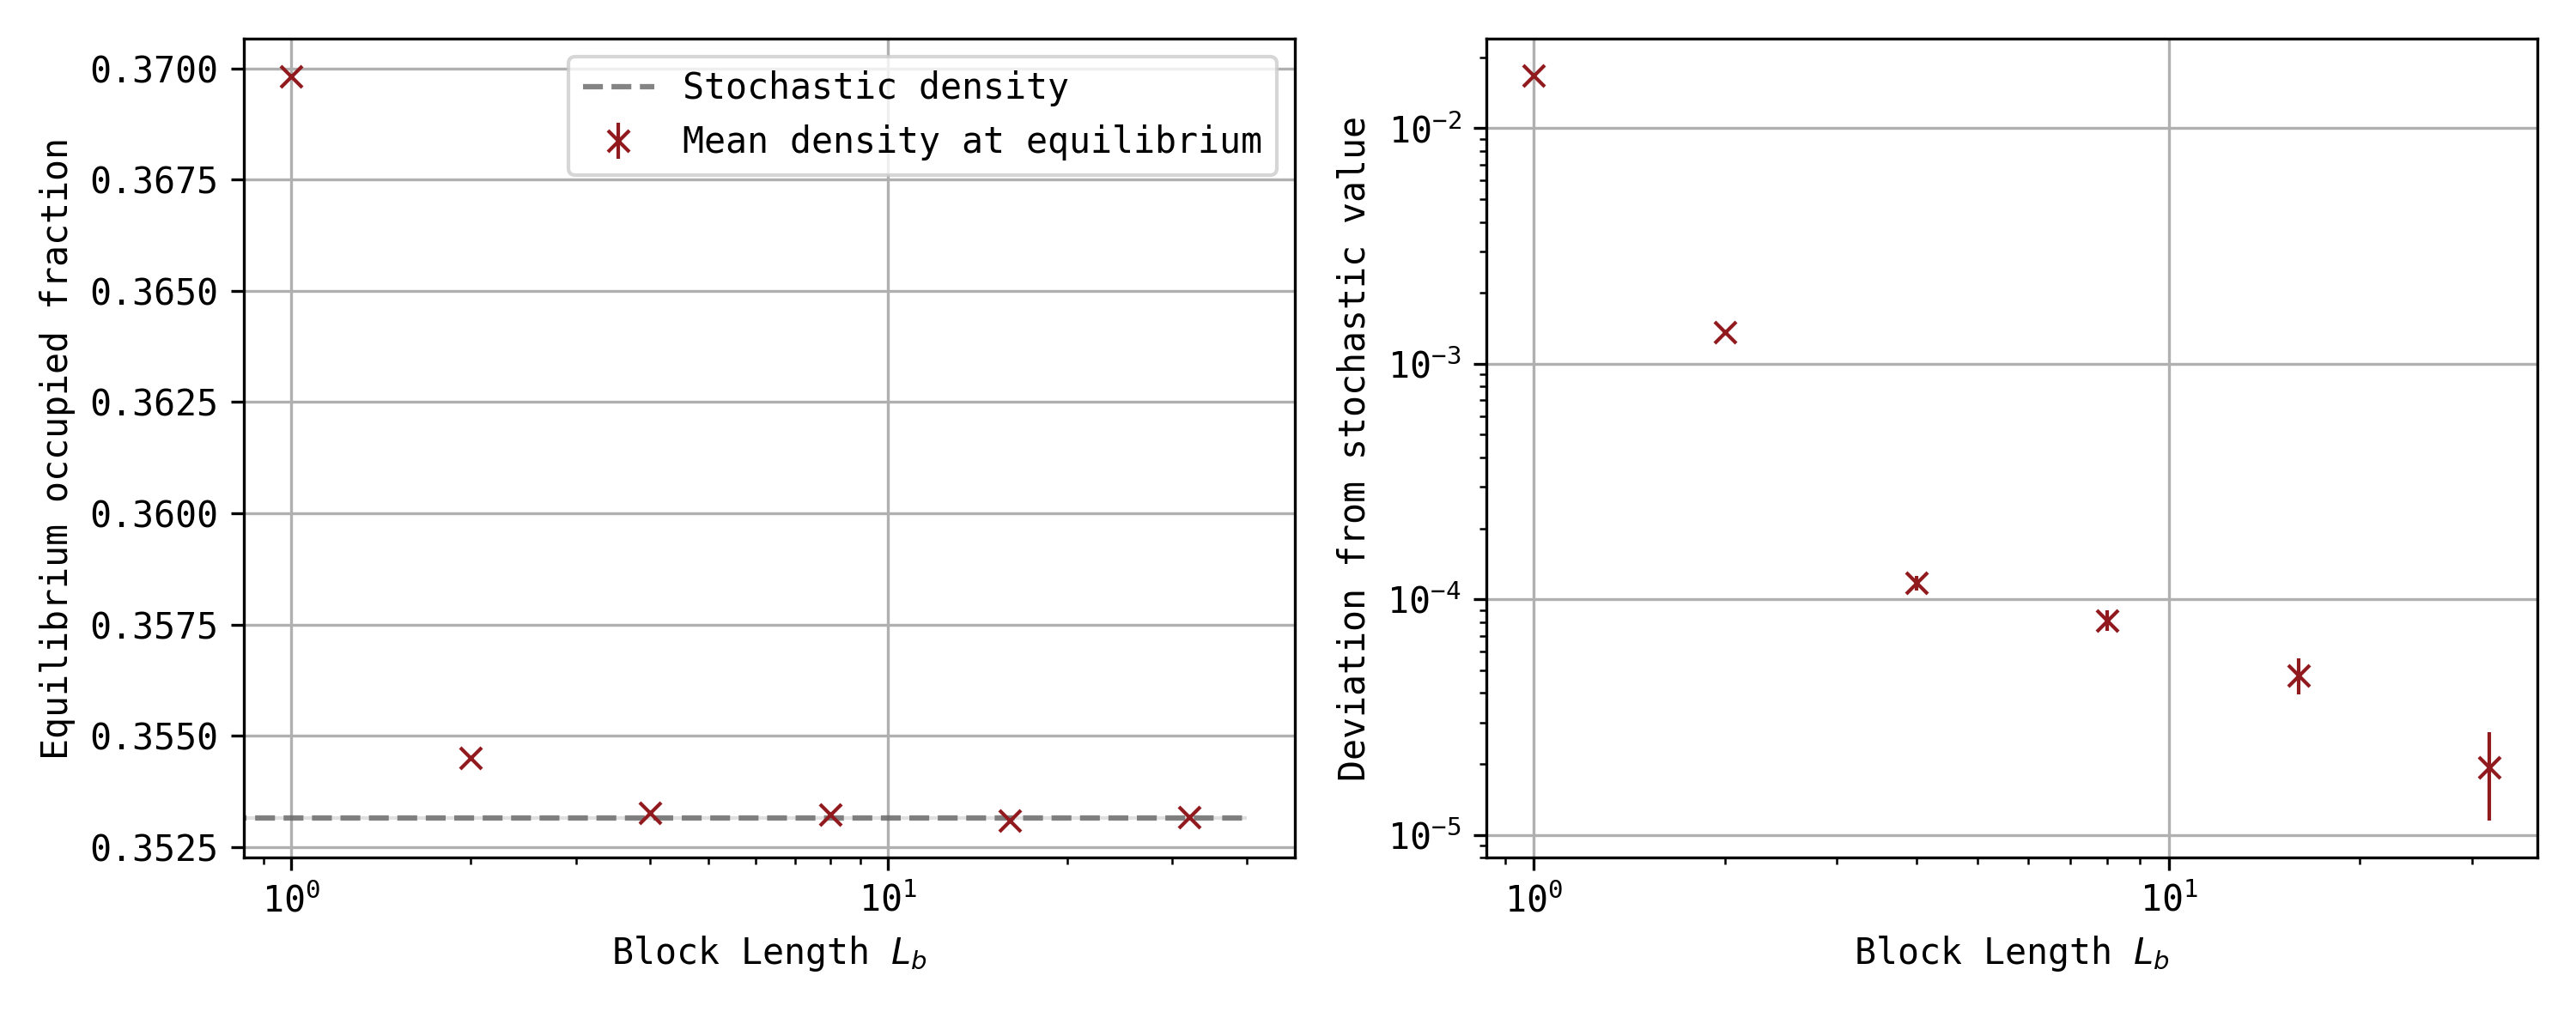 Equilibrium occupied fraction
0.3700
0.3675
0.3650
0.3625
0.3600
0.3575
0.3550
0.3525
Stochastic density
Mean density at equilibrium
10⁰
10¹
Block Length L_b
Deviation from stochastic value
10⁻²
10⁻³
10⁻⁴
10⁻⁵
10⁰
10¹
Block Length L_b